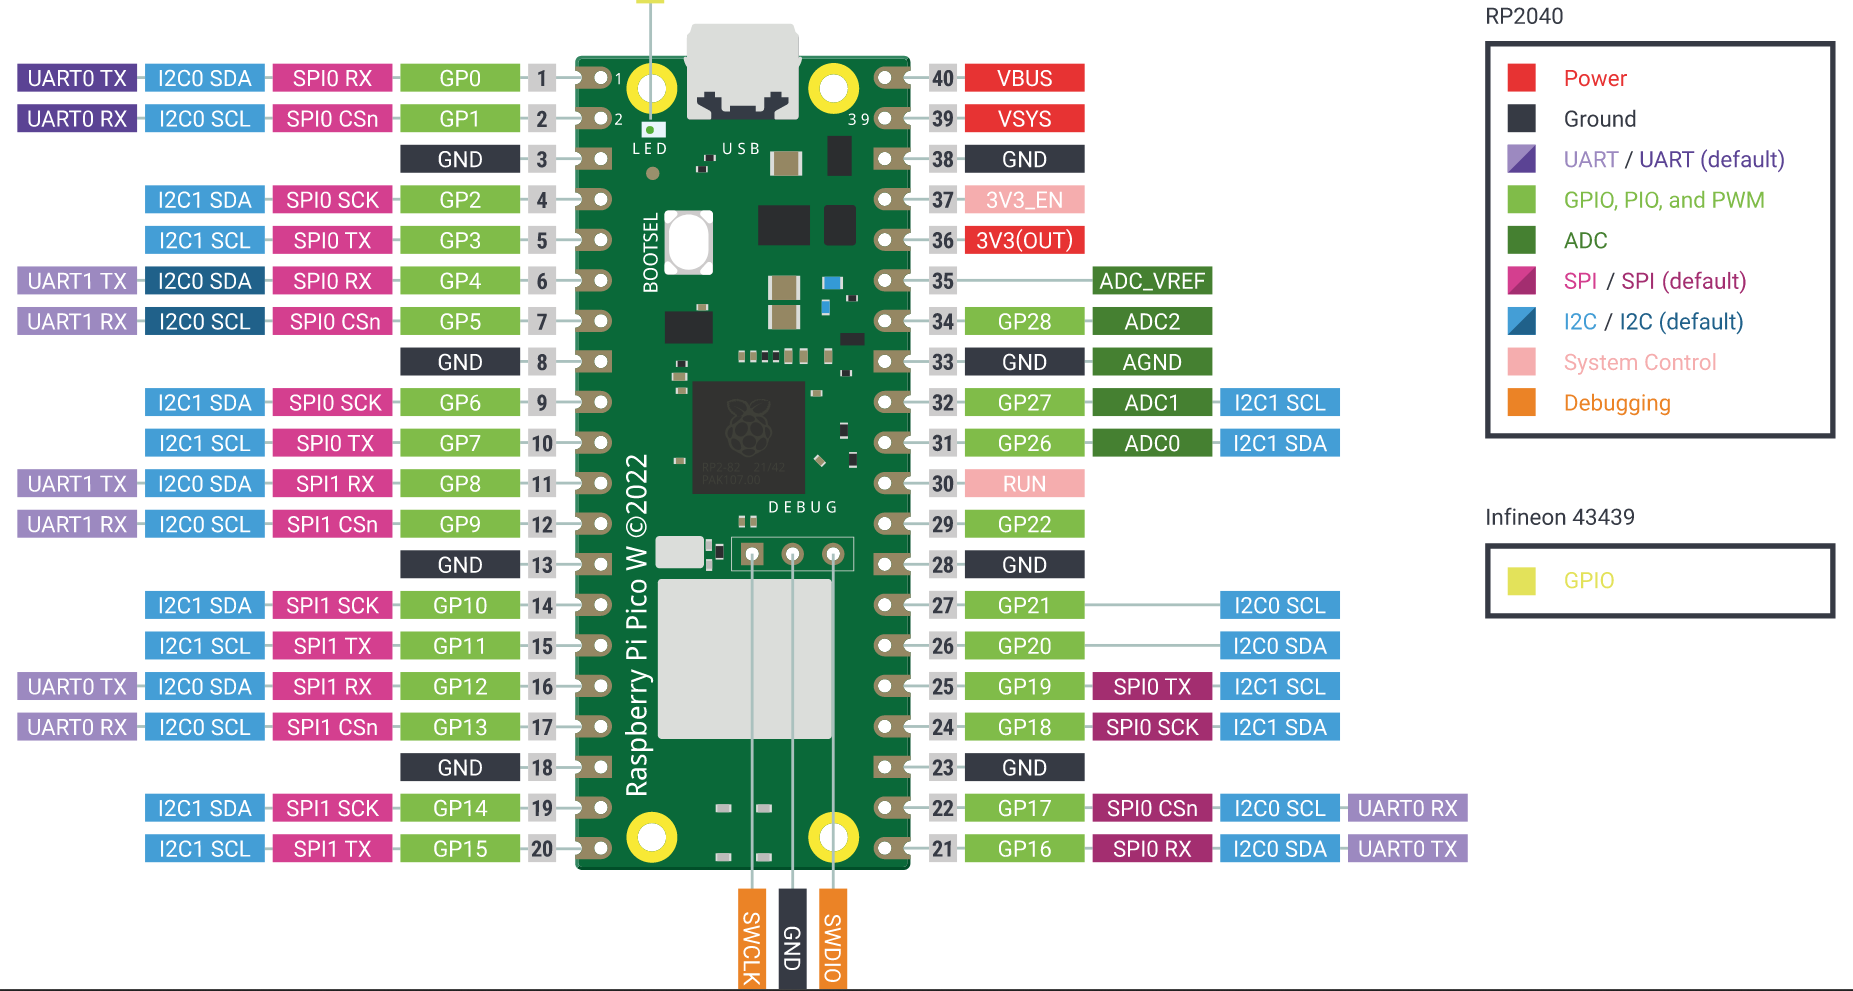 RP2040
Power
Ground
UART / UART (default)
GPIO, PIO, and PWM
ADC
SPI / SPI (default)
I2C / I2C (default)
System Control
Debugging
Infineon 43439
GPIO
UART0 TX I2C0 SDA SPI0 RX GP0 1
UART0 RX I2C0 SCL SPI0 CSn GP1 2
GND 3
I2C1 SDA SPI0 SCK GP2 4
I2C1 SCL SPI0 TX GP3 5
UART1 TX I2C0 SDA SPI0 RX GP4 6
UART1 RX I2C0 SCL SPI0 CSn GP5 7
GND 8
I2C1 SDA SPI0 SCK GP6 9
I2C1 SCL SPI0 TX GP7 10
UART1 TX I2C0 SDA SPI1 RX GP8 11
UART1 RX I2C0 SCL SPI1 CSn GP9 12
GND 13
I2C1 SDA SPI1 SCK GP10 14
I2C1 SCL SPI1 TX GP11 15
UART0 TX I2C0 SDA SPI1 RX GP12 16
UART0 RX I2C0 SCL SPI1 CSn GP13 17
GND 18
I2C1 SDA SPI1 SCK GP14 19
I2C1 SCL SPI1 TX GP15 20
1
2
39
LED
USB
BOOTSEL
RP2-B2 21/42
PAK107.00
DEBUG
Raspberry Pi Pico W ©2022
40 VBUS
39 VSYS
38 GND
37 3V3_EN
36 3V3(OUT)
35 ADC_VREF
34 GP28 ADC2
33 GND AGND
32 GP27 ADC1 I2C1 SCL
31 GP26 ADC0 I2C1 SDA
30 RUN
29 GP22
28 GND
27 GP21 I2C0 SCL
26 GP20 I2C0 SDA
25 GP19 SPI0 TX I2C1 SCL
24 GP18 SPI0 SCK I2C1 SDA
23 GND
22 GP17 SPI0 CSn I2C0 SCL UART0 RX
21 GP16 SPI0 RX I2C0 SDA UART0 TX
SWCLK
GND
SWDIO